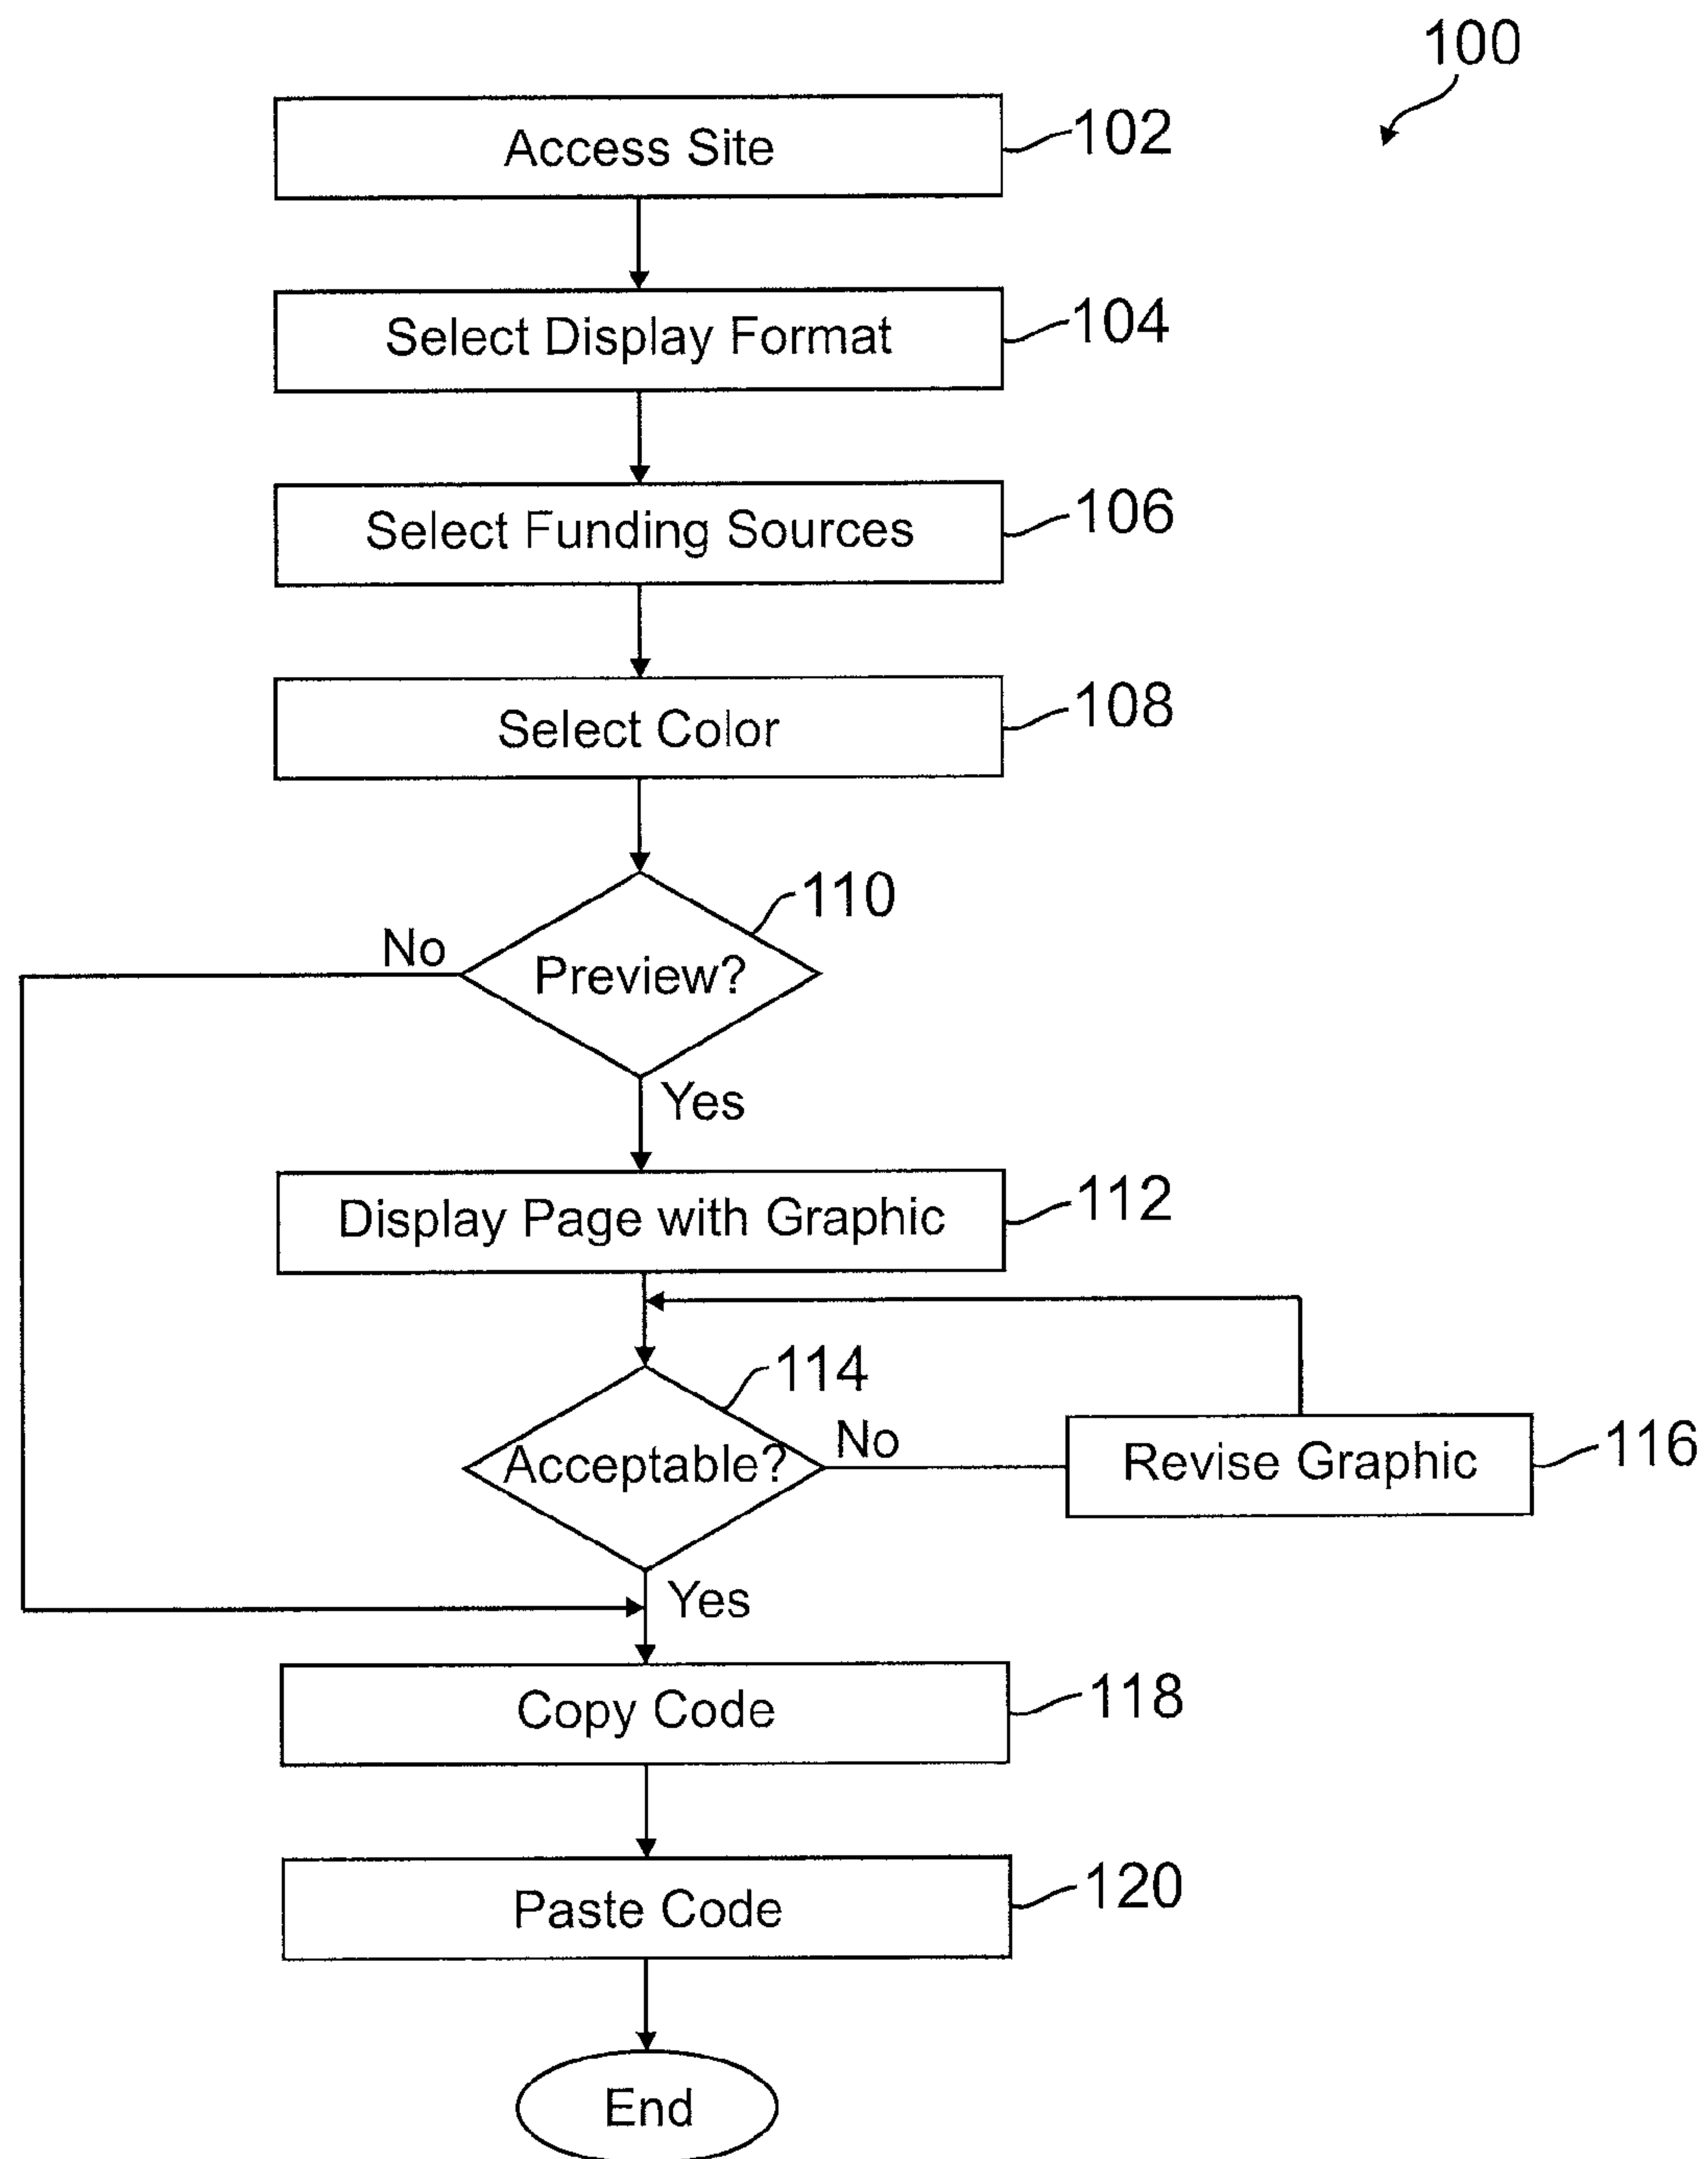 100
Access Site
102
Select Display Format
104
Select Funding Sources
106
Select Color
108
110
No
Preview?
Yes
Display Page with Graphic
112
114
Acceptable?
No
Revise Graphic
116
Yes
Copy Code
118
Paste Code
120
End